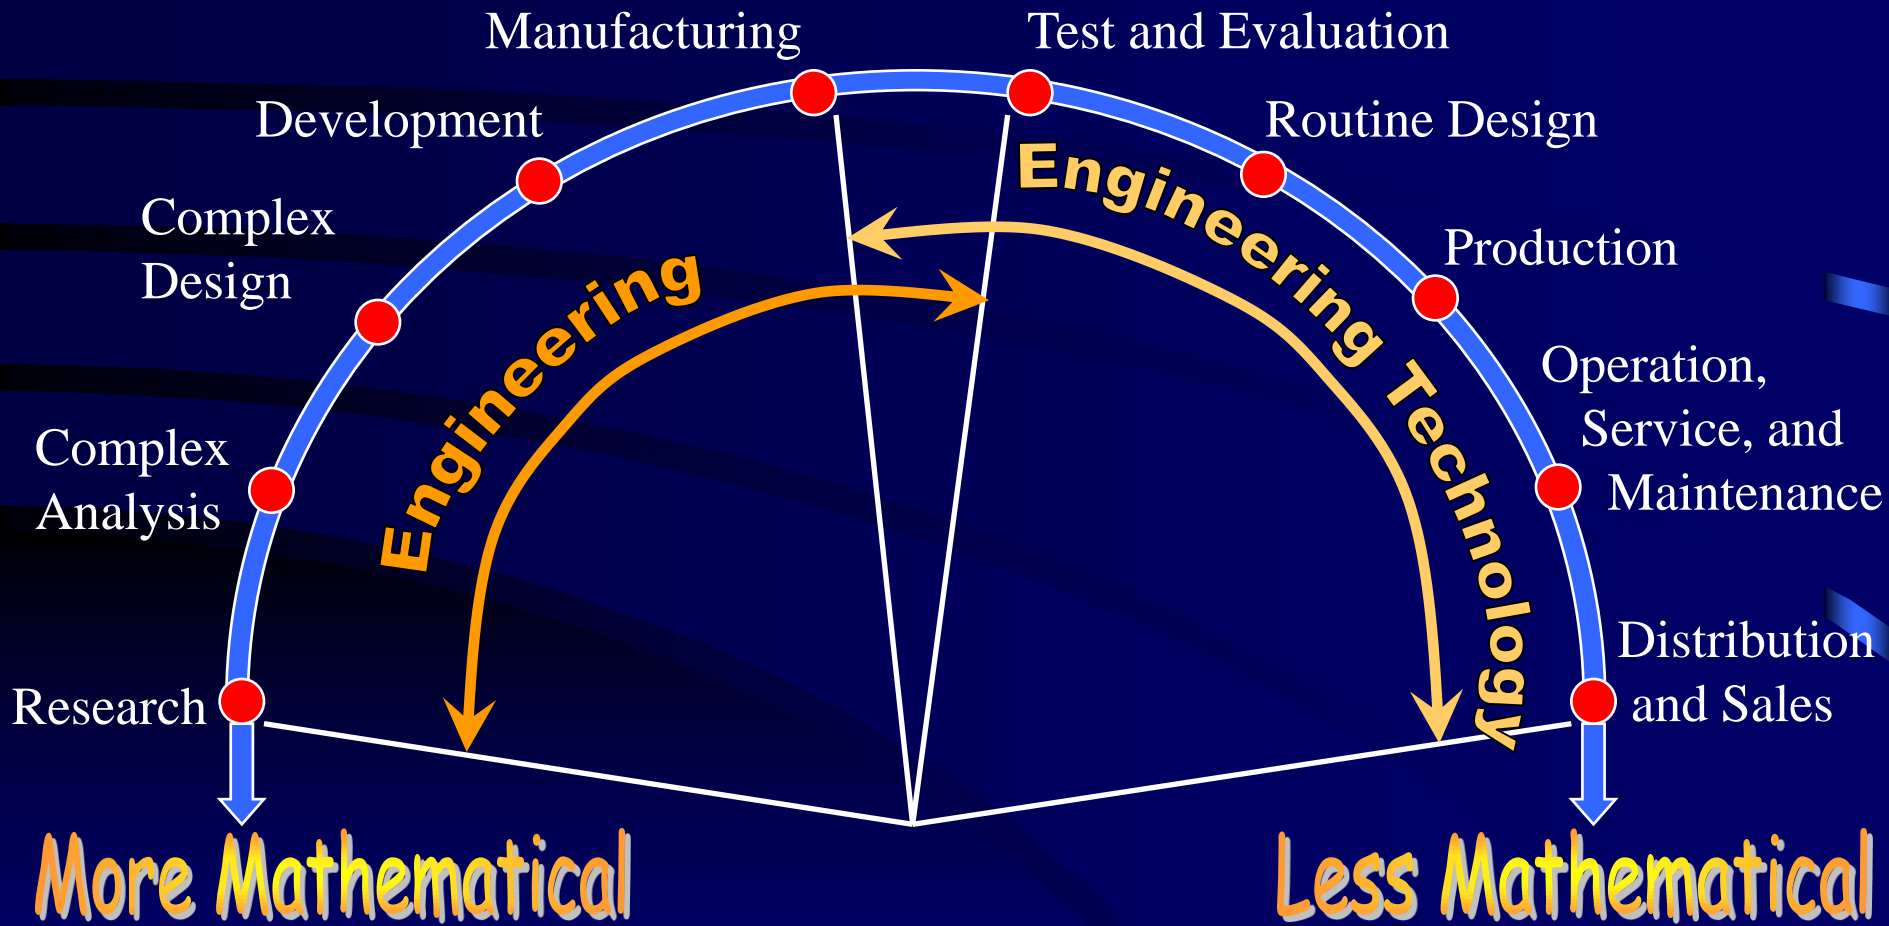 Manufacturing
Test and Evaluation
Development
Routine Design
Complex
Design
Production
Engineering
Engineering Technology
Operation,
Service, and
Maintenance
Complex
Analysis
Distribution
and Sales
Research
More Mathematical
Less Mathematical